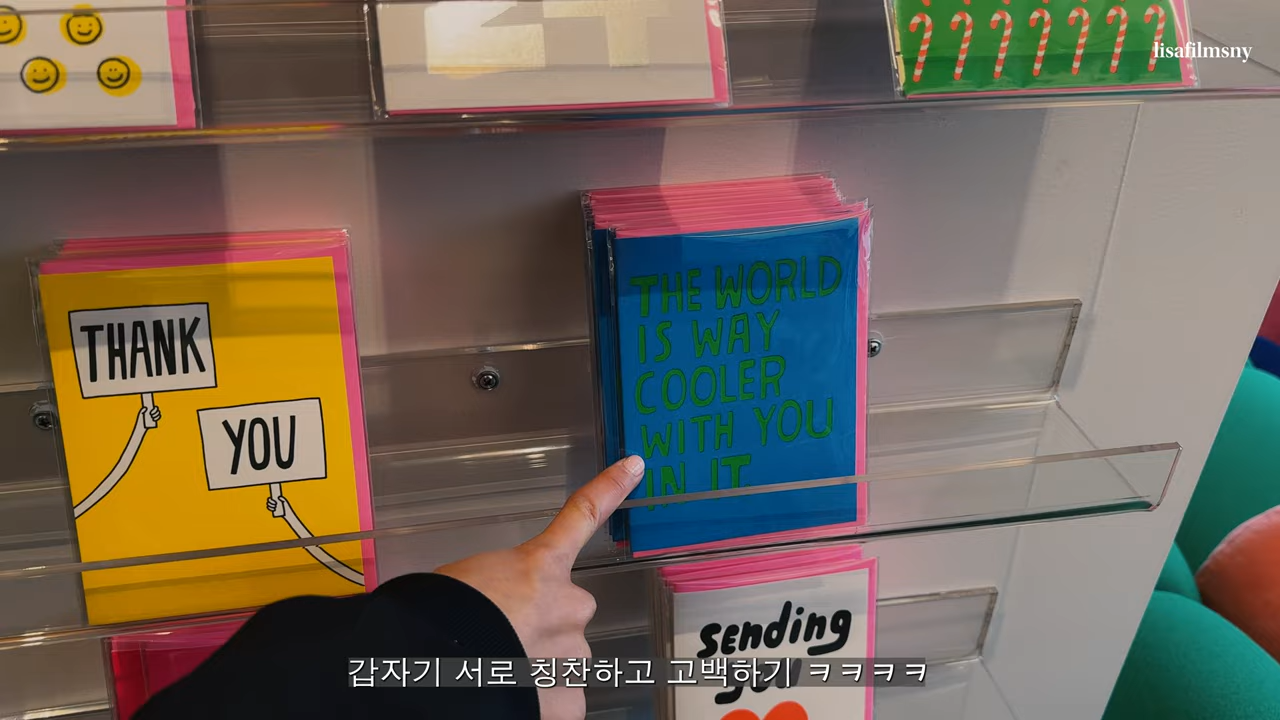 lisafilmsny
THANK
YOU
THE WORLD
IS WAY
COOLER
WITH YOU
IN IT
sending
갑자기 서로 칭찬하고 고백하기 ㅋㅋㅋㅋ